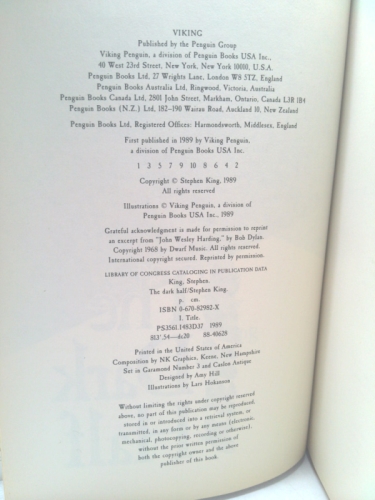 VIKING
Published by the Penguin Group
Viking Penguin, a division of Penguin Books USA Inc.,
40 West 23rd Street, New York, New York 10010, U.S.A.
Penguin Books Ltd, 27 Wrights Lane, London W8 5TZ, England
Penguin Books Australia Ltd, Ringwood, Victoria, Australia
Penguin Books Canada Ltd, 2801 John Street, Markham, Ontario, Canada L3R 1B4
Penguin Books (N.Z.) Ltd, 182–190 Wairau Road, Auckland 10, New Zealand
Penguin Books Ltd, Registered Offices: Harmondsworth, Middlesex, England
First published in 1989 by Viking Penguin,
a division of Penguin Books USA Inc.
1 3 5 7 9 10 8 6 4 2
Copyright © Stephen King, 1989
All rights reserved
Illustrations © Viking Penguin, a division of
Penguin Books USA Inc., 1989
Grateful acknowledgment is made for permission to reprint
an excerpt from "John Wesley Harding," by Bob Dylan.
Copyright 1968 by Dwarf Music. All rights reserved.
International copyright secured. Reprinted by permission.
LIBRARY OF CONGRESS CATALOGING IN PUBLICATION DATA
King, Stephen.
The dark half/Stephen King.
p. cm.
ISBN 0-670-82982-X
I. Title.
PS3561.I483D37 1989
813'.54—dc20 88-40628
Printed in the United States of America
Composition by NK Graphics, Keene, New Hampshire
Set in Garamond Number 3 and Caslon Antique
Designed by Amy Hill
Illustrations by Lars Hokanson
Without limiting the rights under copyright reserved
above, no part of this publication may be reproduced,
stored in or introduced into a retrieval system, or
transmitted, in any form or by any means (electronic,
mechanical, photocopying, recording or otherwise),
without the prior written permission of
both the copyright owner and the above
publisher of this book.